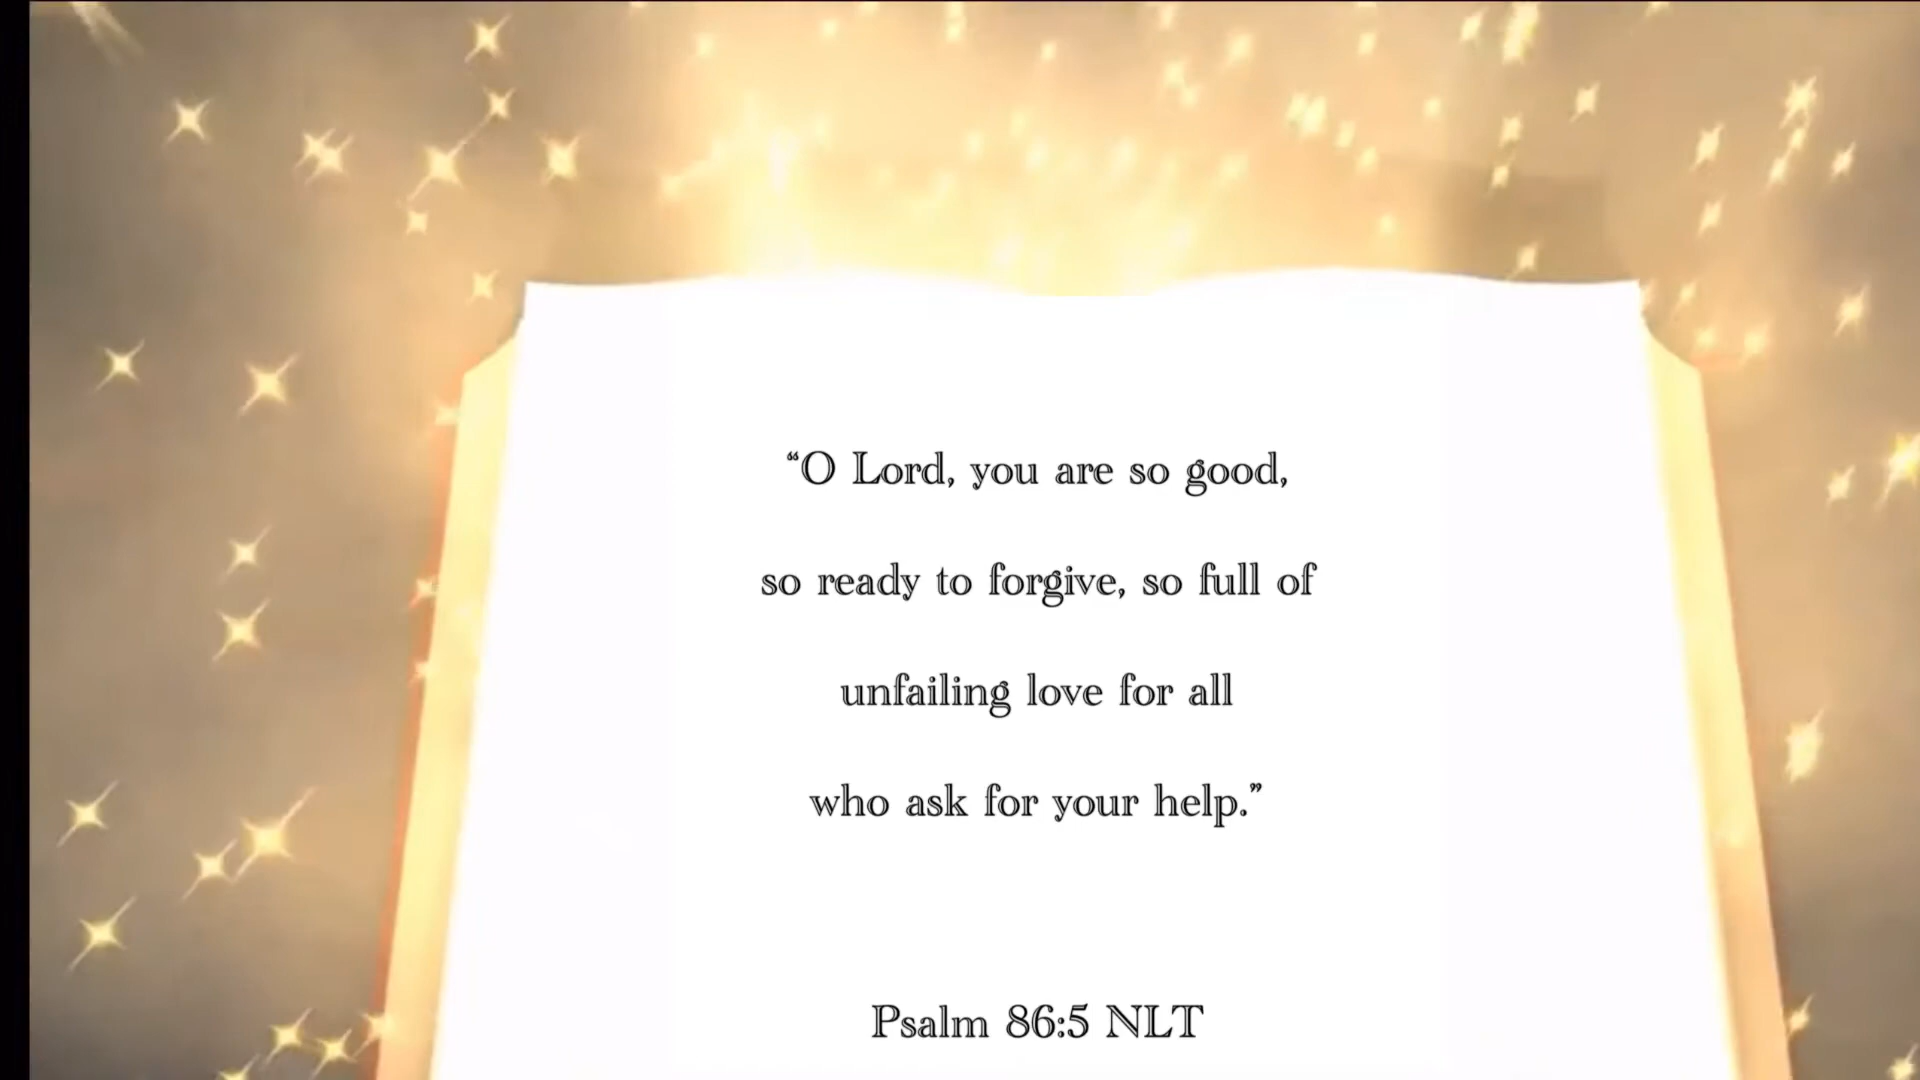 “O Lord, you are so good,
so ready to forgive, so full of
unfailing love for all
who ask for your help.”
Psalm 86:5 NLT